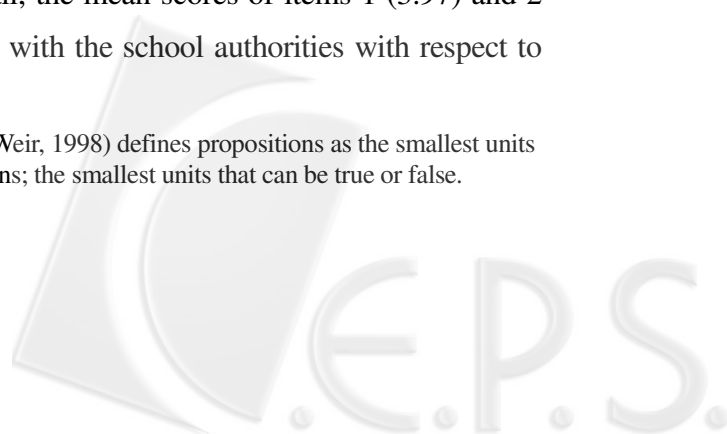 the mean scores of items 1 (3.97) and 2
with the school authorities with respect to
Weir, 1998) defines propositions as the smallest units
ns; the smallest units that can be true or false.
C.E.P.S.